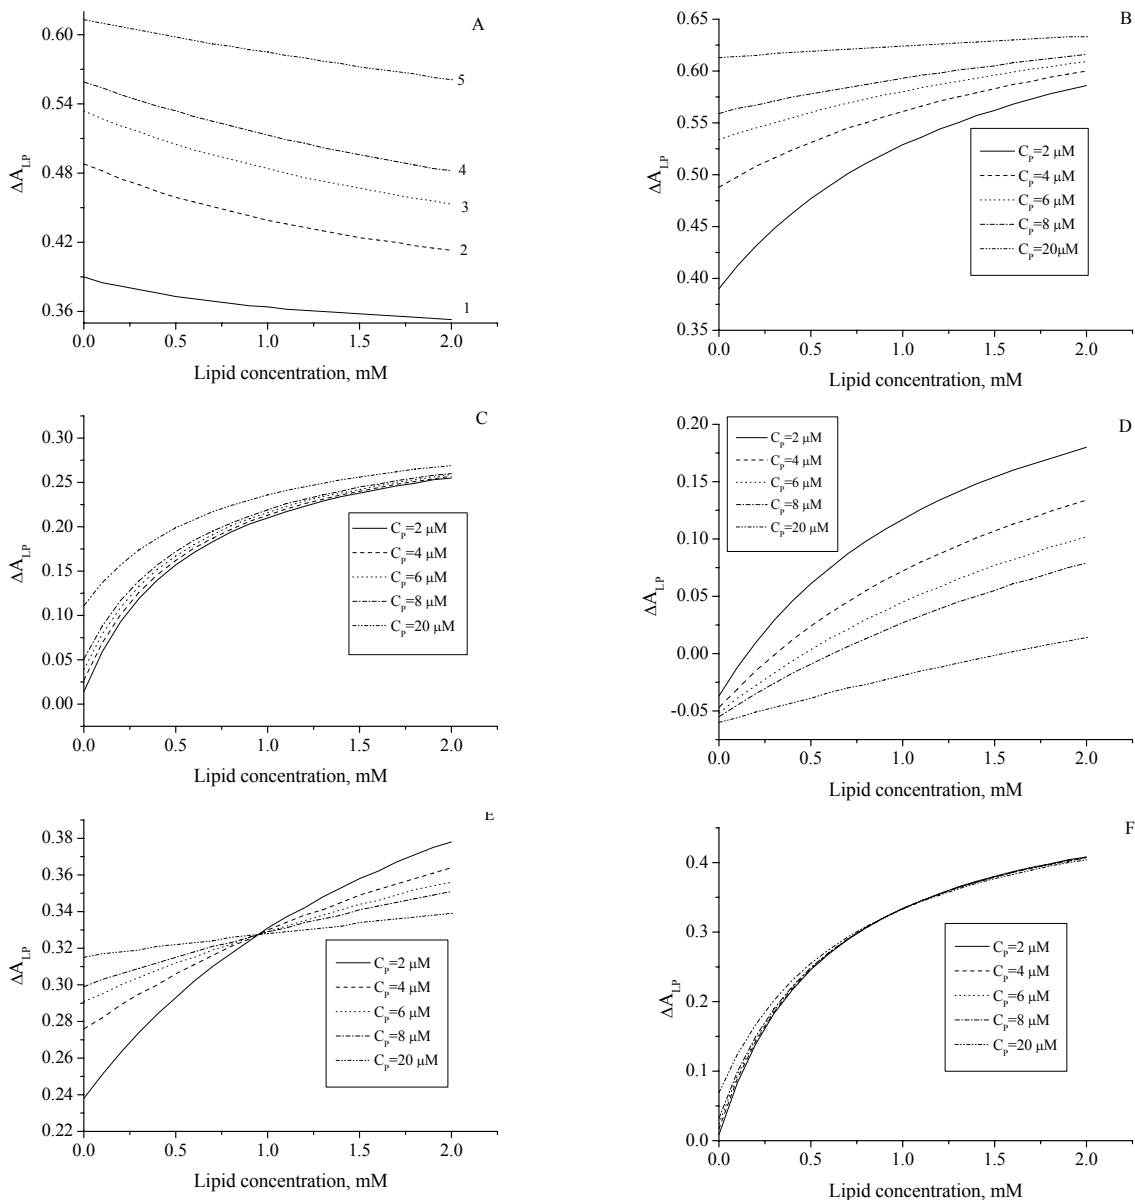 A
0.60
0.54
0.48
0.42
0.36
ΔA_LP
5
4
3
2
1
0.0 0.5 1.0 1.5 2.0
Lipid concentration, mM
B
0.65
0.60
0.55
0.50
0.45
0.40
0.35
ΔA_LP
C_P=2 μM
C_P=4 μM
C_P=6 μM
C_P=8 μM
C_P=20μM
0.0 0.5 1.0 1.5 2.0
Lipid concentration, mM
C
0.30
0.25
0.20
0.15
0.10
0.05
0.00
ΔA_LP
C_P=2 μM
C_P=4 μM
C_P=6 μM
C_P=8 μM
C_P=20 μM
0.0 0.5 1.0 1.5 2.0
Lipid concentration, mM
D
0.20
0.15
0.10
0.05
0.00
-0.05
ΔA_LP
C_P=2 μM
C_P=4 μM
C_P=6 μM
C_P=8 μM
C_P=20 μM
0.0 0.5 1.0 1.5 2.0
Lipid concentration, mM
E
0.38
0.36
0.34
0.32
0.30
0.28
0.26
0.24
0.22
ΔA_LP
C_P=2 μM
C_P=4 μM
C_P=6 μM
C_P=8 μM
C_P=20 μM
0.0 0.5 1.0 1.5 2.0
Lipid concentration, mM
F
0.4
0.3
0.2
0.1
0.0
ΔA_LP
C_P=2 μM
C_P=4 μM
C_P=6 μM
C_P=8 μM
C_P=20 μM
0.0 0.5 1.0 1.5 2.0
Lipid concentration, mM